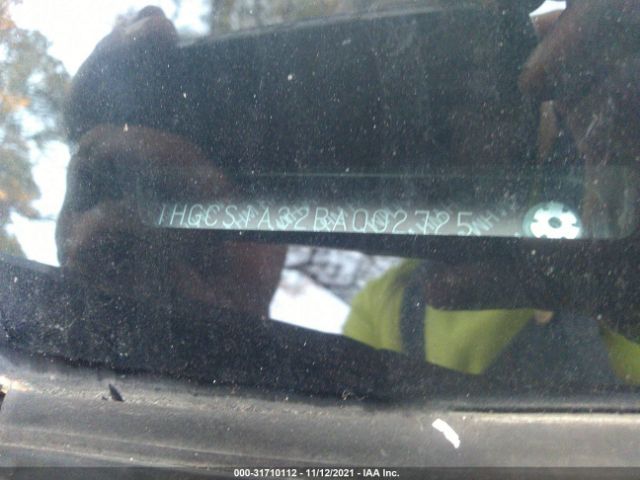 1HGCS1A32BA002725
000-31710112 - 11/12/2021 - IAA Inc.